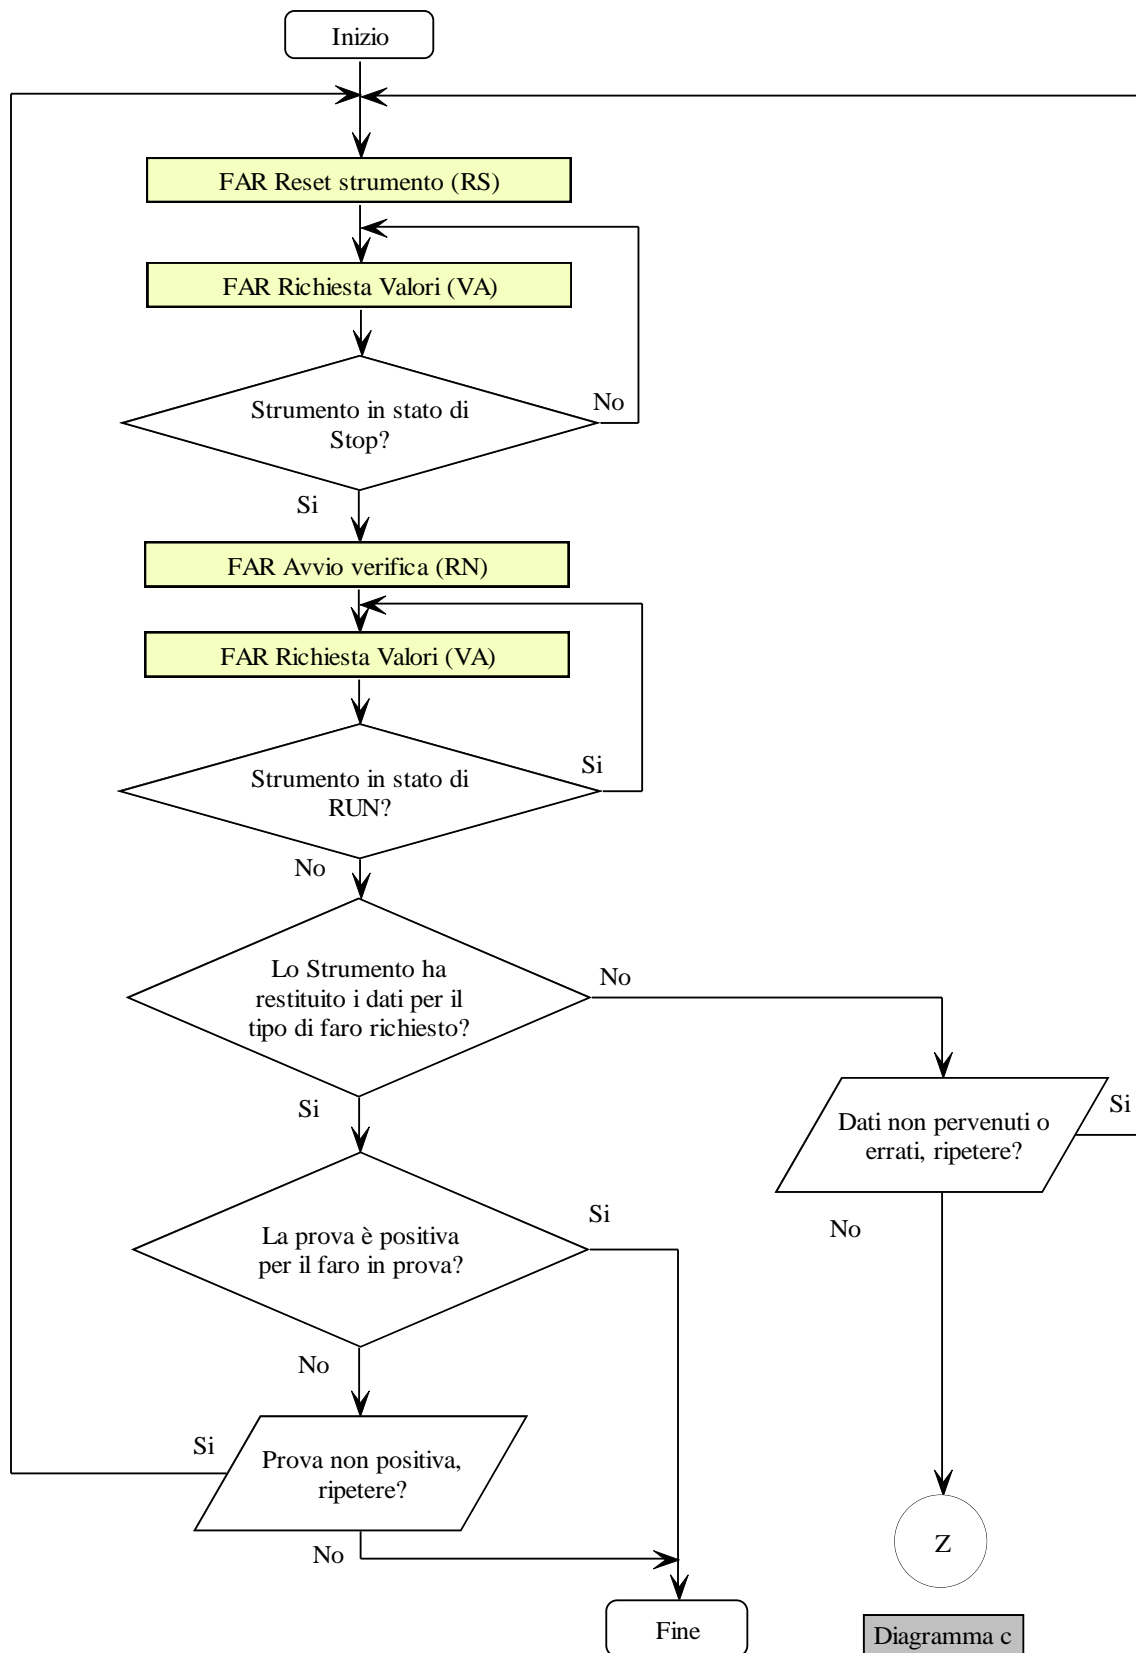 Inizio
FAR Reset strumento (RS)
FAR Richiesta Valori (VA)
Strumento in stato di
Stop?
No
Si
FAR Avvio verifica (RN)
FAR Richiesta Valori (VA)
Strumento in stato di
RUN?
Si
No
Lo Strumento ha
restituito i dati per il
tipo di faro richiesto?
No
Si
Dati non pervenuti o
errati, ripetere?
Si
No
La prova è positiva
per il faro in prova?
Si
No
Prova non positiva,
ripetere?
Si
No
Z
Fine
Diagramma c